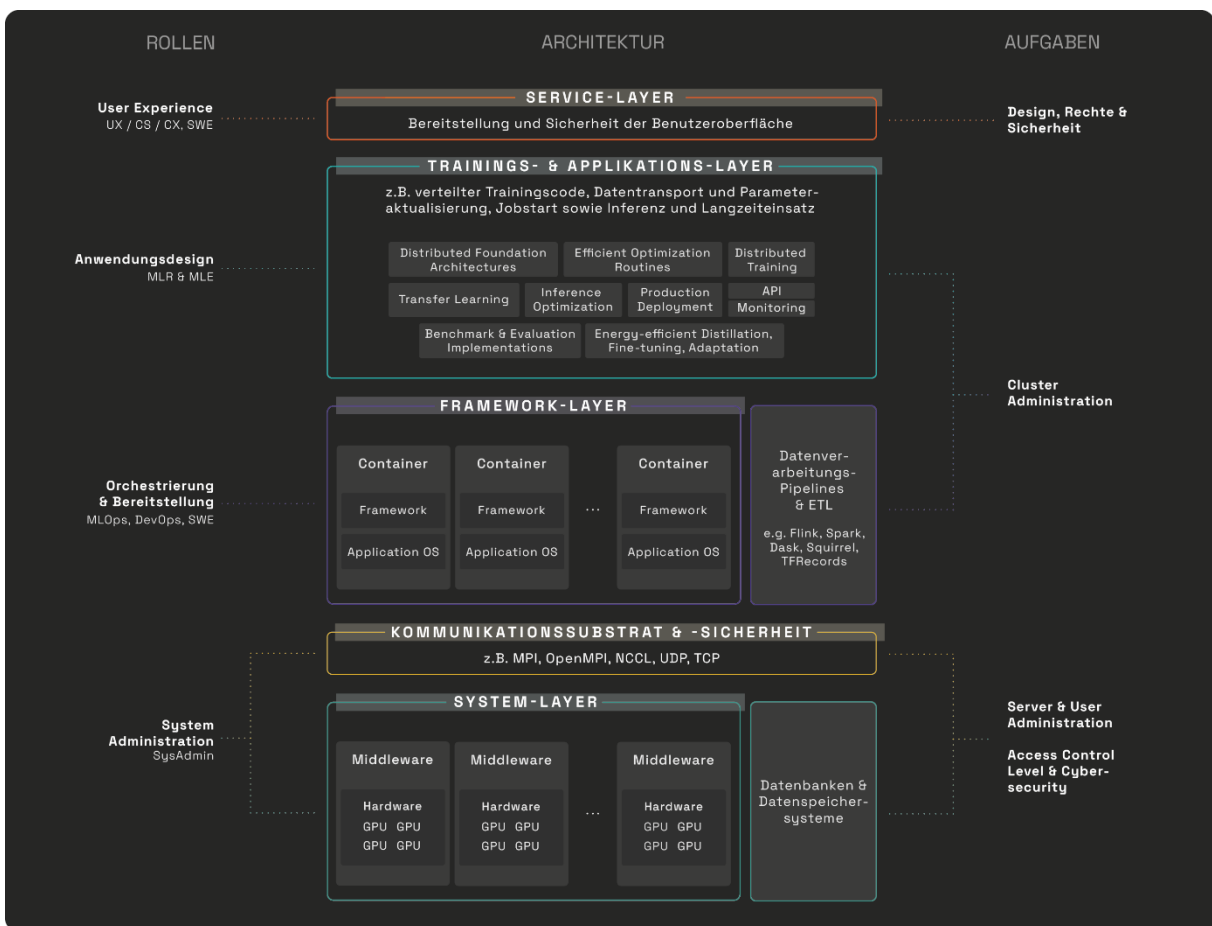 ROLLEN
ARCHITEKTUR
AUFGABEN
SERVICE-LAYER
User Experience
UX / CS / CX, SWE
Bereitstellung und Sicherheit der Benutzeroberfläche
Design, Rechte &
Sicherheit
TRAININGS- & APPLIKATIONS-LAYER
z.B. verteilter Trainingscode, Datentransport und Parameter-
aktualisierung, Jobstart sowie Inferenz und Langzeiteinsatz
Anwendungsdesign
MLR & MLE
Distributed Foundation
Architectures
Efficient Optimization
Routines
Distributed
Training
Transfer Learning
Inference
Optimization
Production
Deployment
API
Monitoring
Benchmark & Evaluation
Implementations
Energy-efficient Distillation,
Fine-tuning, Adaptation
Cluster
Administration
FRAMEWORK-LAYER
Orchestrierung
& Bereitstellung
MLOps, DevOps, SWE
Container
Framework
Application OS
Container
Framework
Application OS
...
Container
Framework
Application OS
Datenver-
arbeitungs-
Pipelines
& ETL
e.g. Flink, Spark,
Dask, Squirrel,
TFRecords
KOMMUNIKATIONSSUBSTRAT & -SICHERHEIT
z.B. MPI, OpenMPI, NCCL, UDP, TCP
SYSTEM-LAYER
System
Administration
SysAdmin
Middleware
Hardware
GPU GPU
GPU GPU
Middleware
Hardware
GPU GPU
GPU GPU
...
Middleware
Hardware
GPU GPU
GPU GPU
Datenbanken &
Datenspeicher-
systeme
Server & User
Administration
Access Control
Level & Cyber-
security